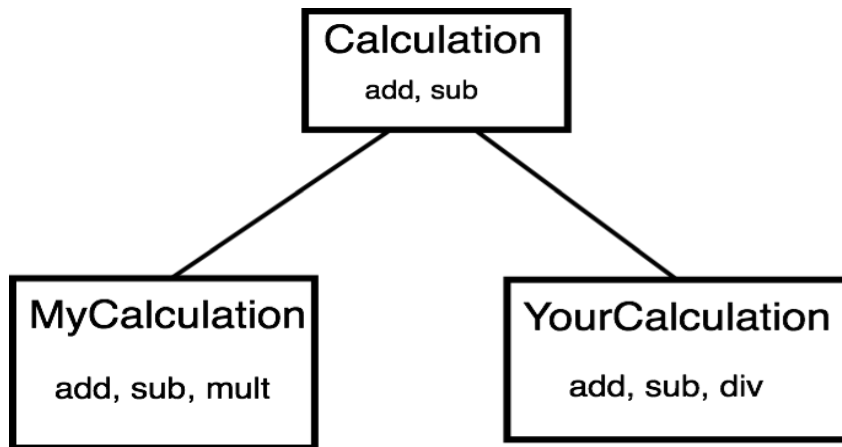 Calculation
add, sub
MyCalculation
add, sub, mult
YourCalculation
add, sub, div